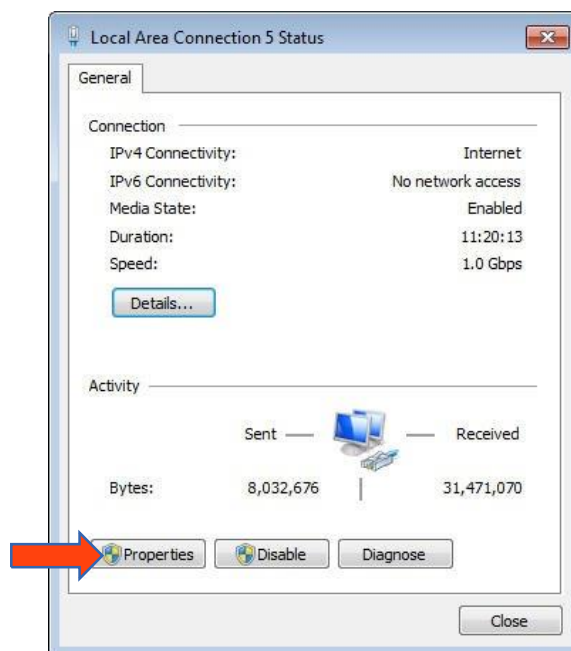 Local Area Connection 5 Status
General
Connection
IPv4 Connectivity: Internet
IPv6 Connectivity: No network access
Media State: Enabled
Duration: 11:20:13
Speed: 1.0 Gbps
Details...
Activity
Sent Received
Bytes: 8,032,676 31,471,070
Properties Disable Diagnose
Close